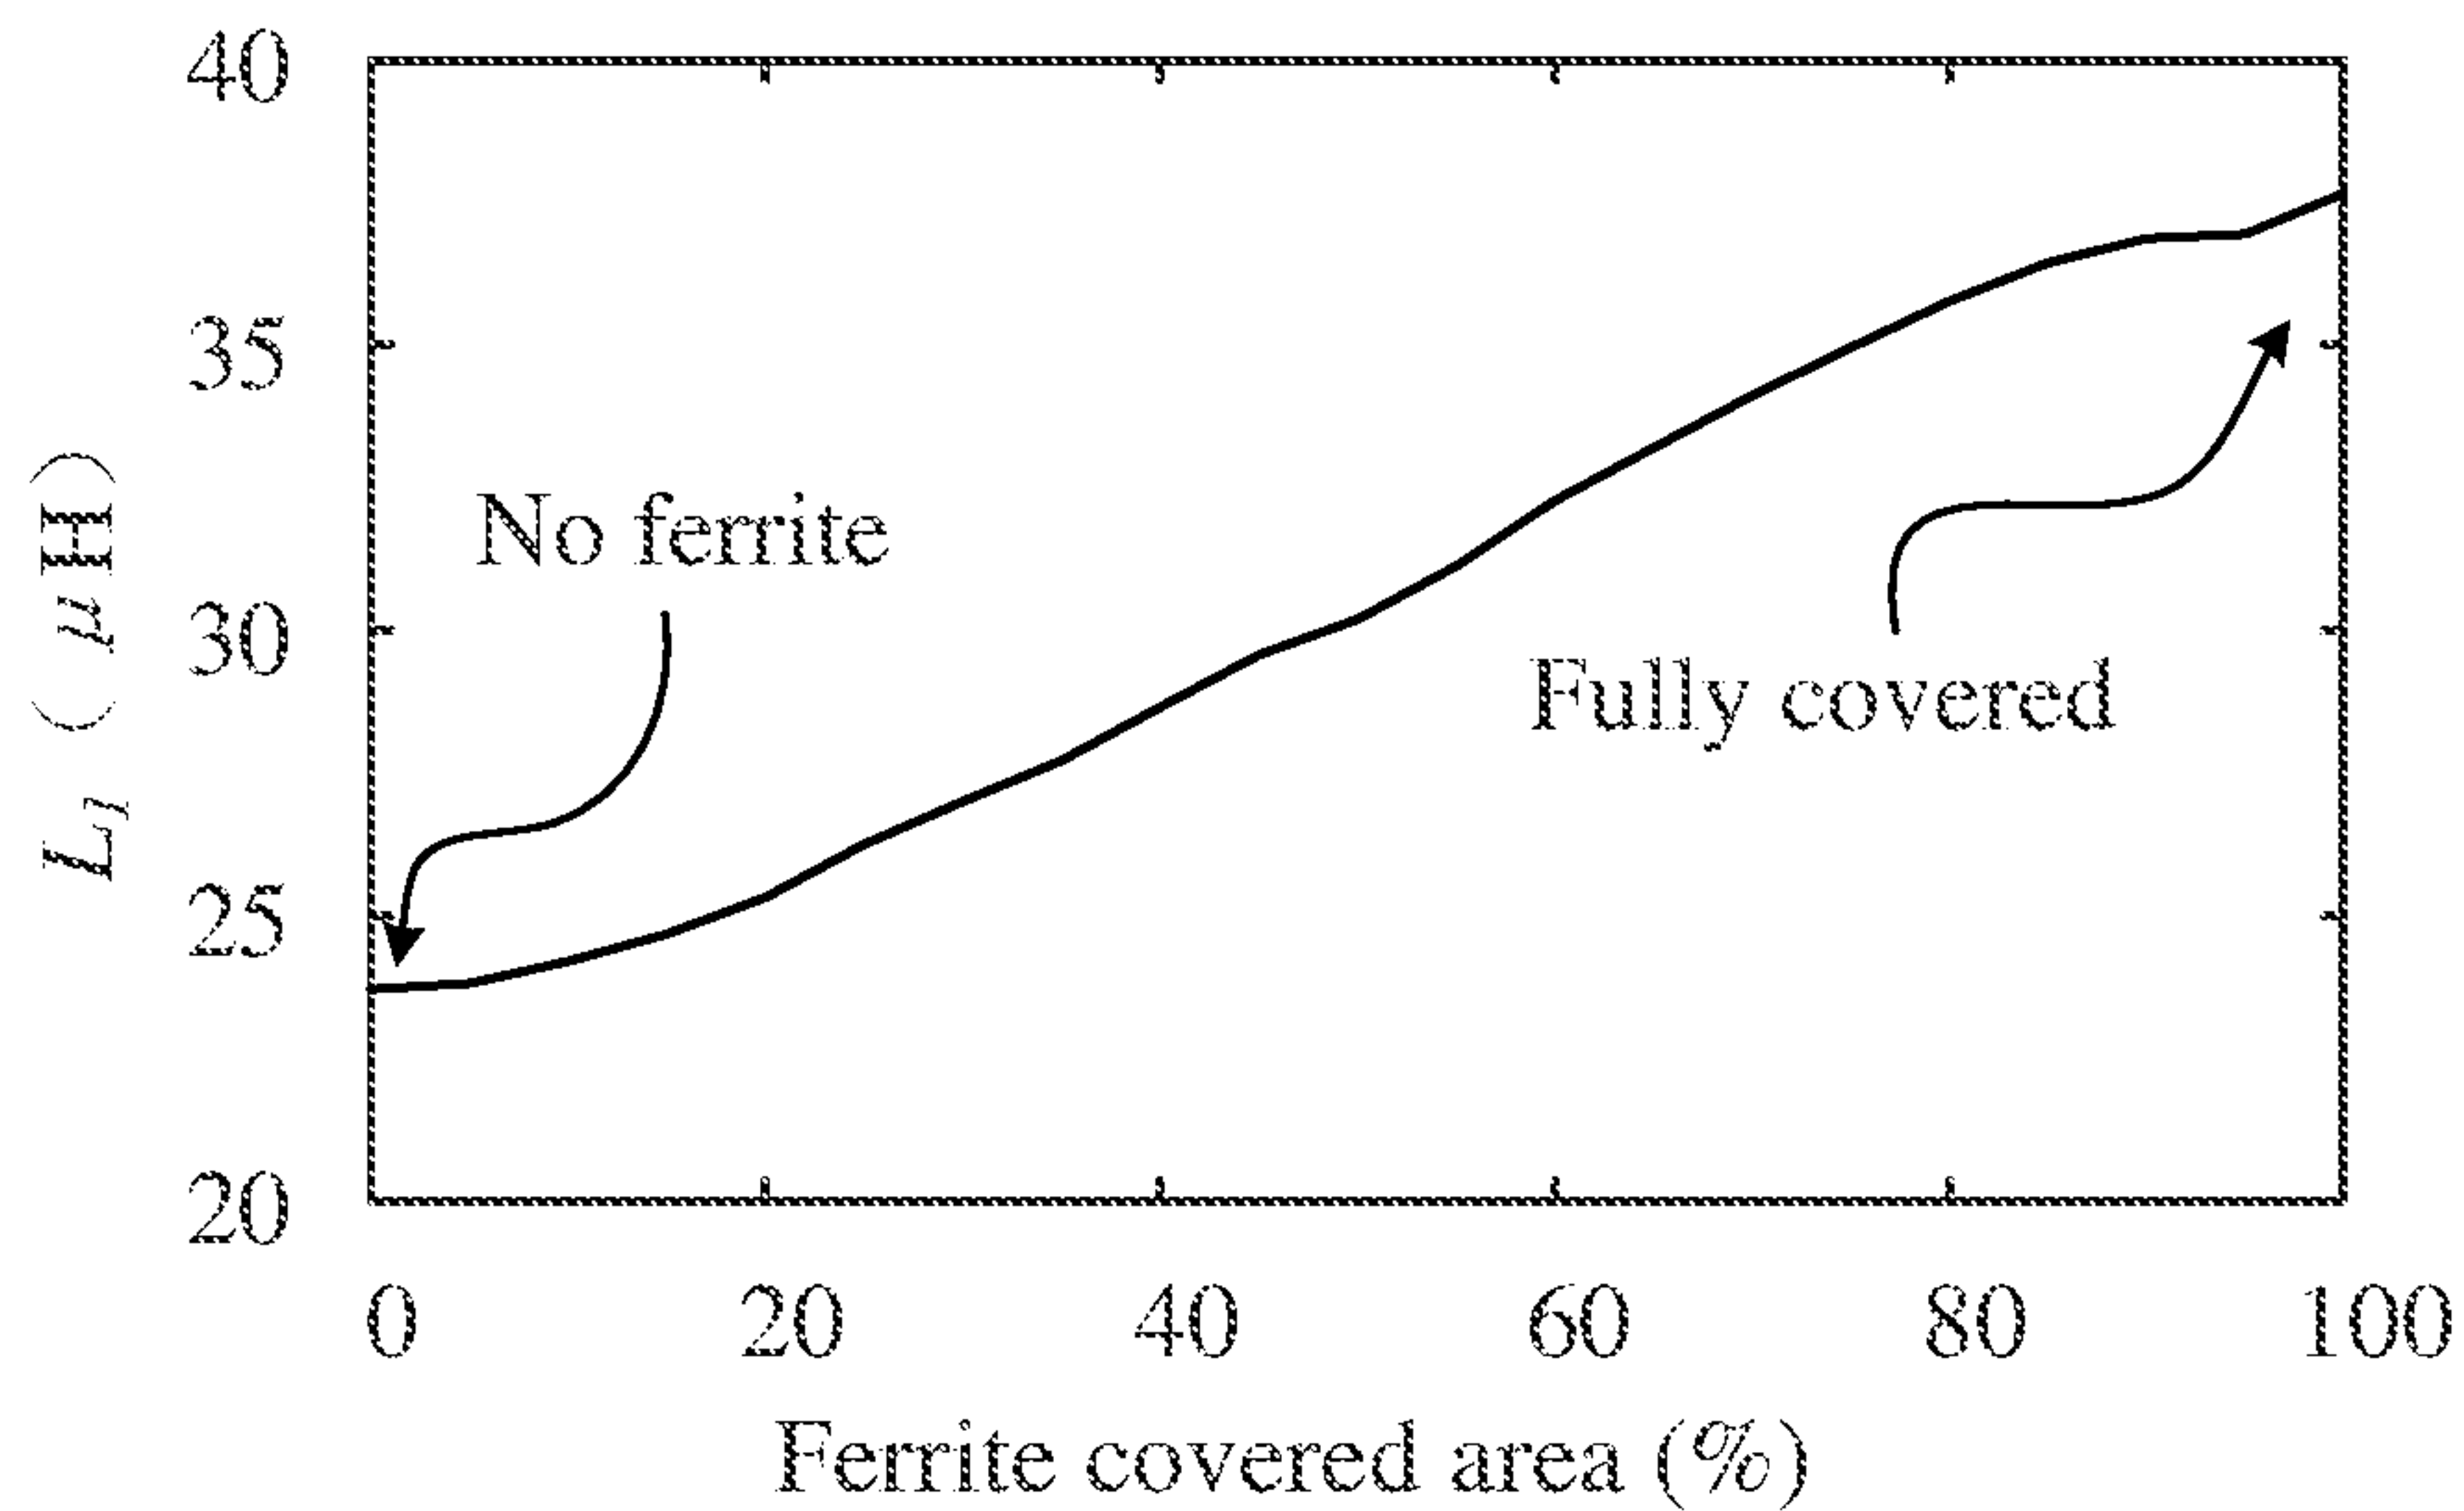 40
35
30
25
20
L1 (μH)
No ferrite
Fully covered
0 20 40 60 80 100
Ferrite covered area (%)